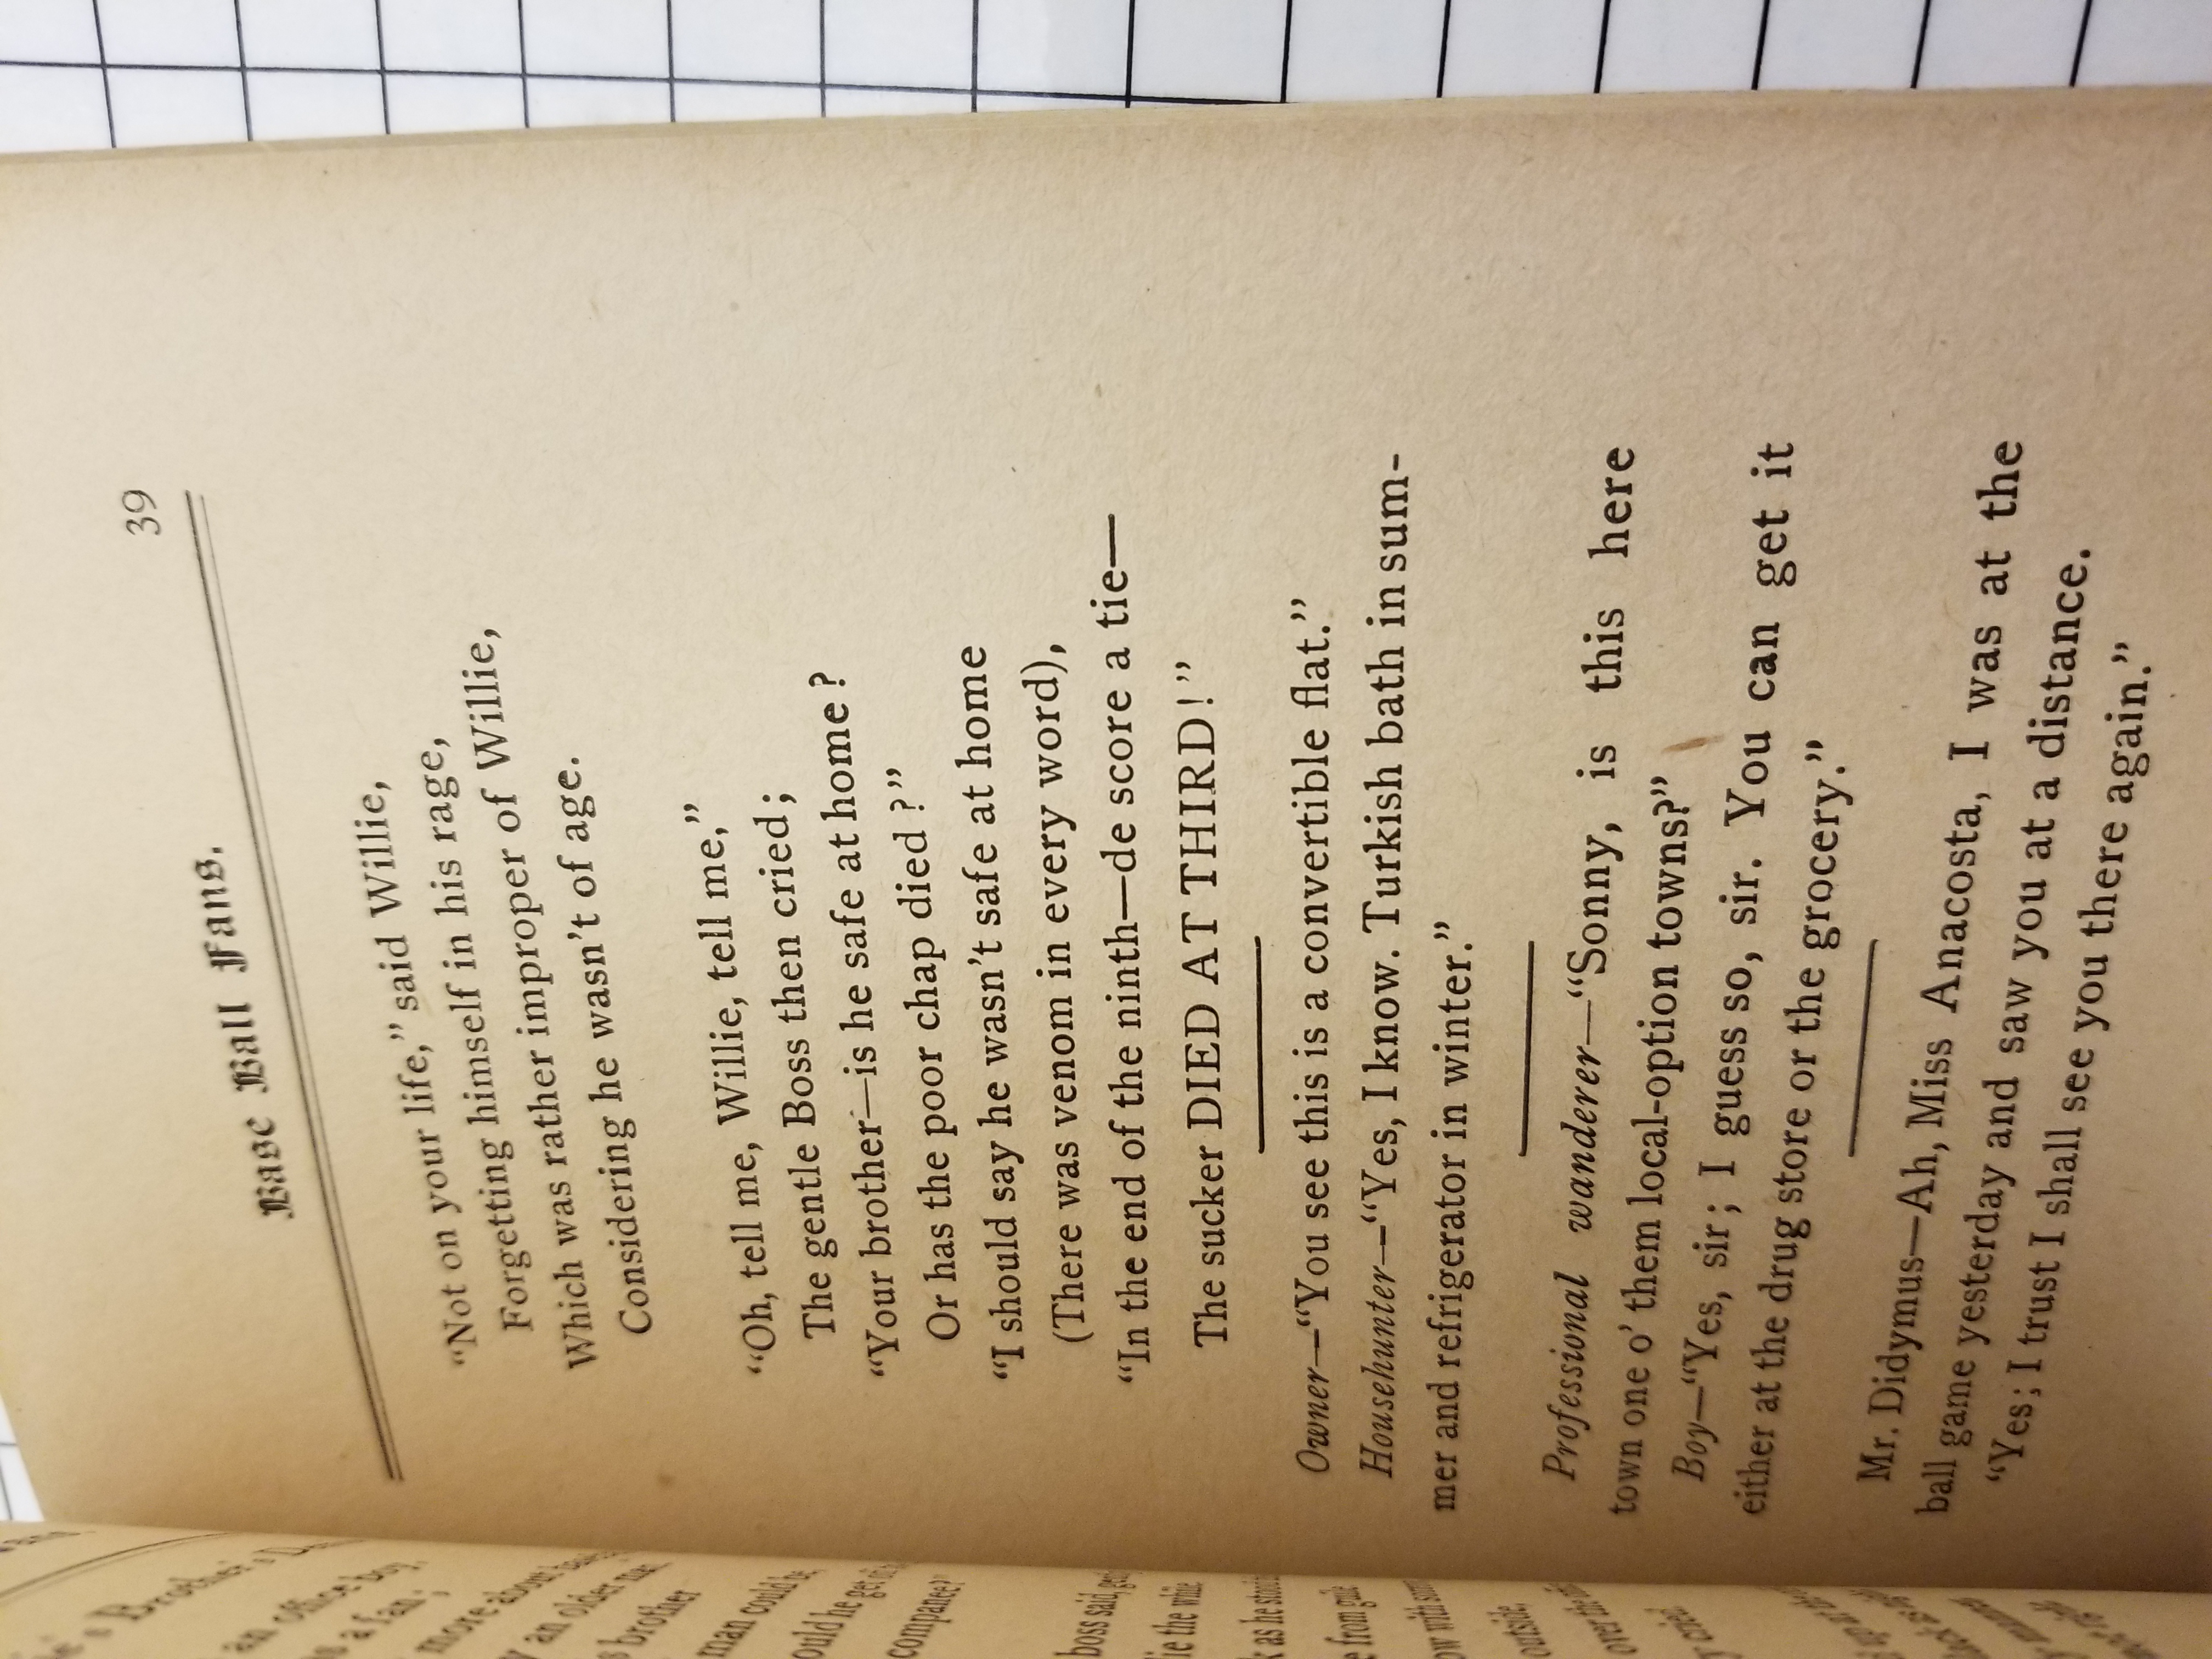 39
Base Ball Fans.
“Not on your life,” said Willie,
Forgetting himself in his rage,
Which was rather improper of Willie,
Considering he wasn’t of age.
“Oh, tell me, Willie, tell me,”
The gentle Boss then cried;
“Your brother—is he safe at home?
Or has the poor chap died?”
“I should say he wasn’t safe at home
(There was venom in every word),
“In the end of the ninth—de score a tie—
The sucker DIED AT THIRD!”
Owner—“You see this is a convertible flat.”
Househunter—“Yes, I know. Turkish bath in sum-
mer and refrigerator in winter.”
Professional wanderer—“Sonny, is this here
town one o’ them local-option towns?”
Boy—“Yes, sir; I guess so, sir. You can get it
either at the drug store or the grocery.”
Mr. Didymus—Ah, Miss Anacosta, I was at the
ball game yesterday and saw you at a distance.
“Yes; I trust I shall see you there again.”